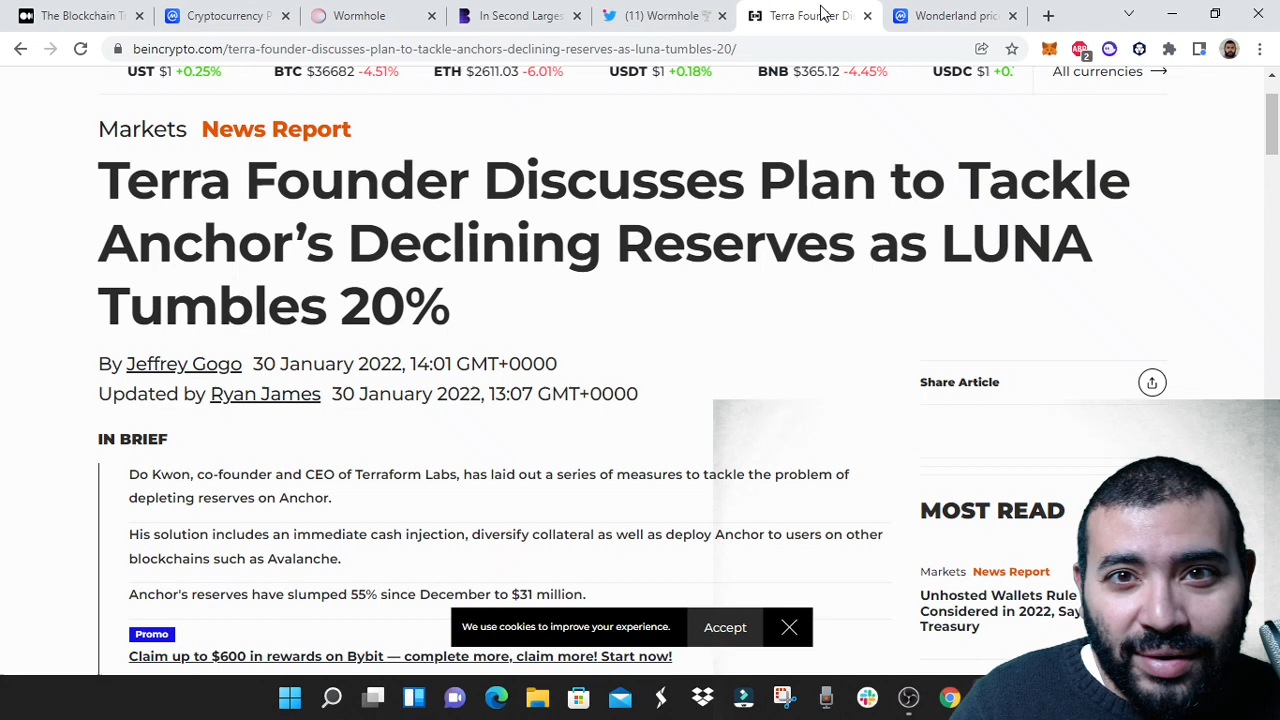 The Blockchain T
Cryptocurrency P
Wormhole
In Second Larges
(11) Wormhole
Terra Founder Di
Wonderland pric
beincrypto.com/terra-founder-discusses-plan-to-tackle-anchors-declining-reserves-as-luna-tumbles-20/
ABP
2
UST $1 +0.25%
BTC $36682 -4.51%
ETH $2611.03 -6.01%
USDT $1 +0.18%
BNB $365.12 -4.45%
USDC $1 +0.
All currencies
Markets News Report
Terra Founder Discusses Plan to Tackle
Anchor’s Declining Reserves as LUNA
Tumbles 20%
By Jeffrey Gogo 30 January 2022, 14:01 GMT+0000
Updated by Ryan James 30 January 2022, 13:07 GMT+0000
Share Article
IN BRIEF
Do Kwon, co-founder and CEO of Terraform Labs, has laid out a series of measures to tackle the problem of
depleting reserves on Anchor.
His solution includes an immediate cash injection, diversify collateral as well as deploy Anchor to users on other
blockchains such as Avalanche.
Anchor's reserves have slumped 55% since December to $31 million.
Promo
Claim up to $600 in rewards on Bybit — complete more, claim more! Start now!
We use cookies to improve your experience.
Accept
MOST READ
Markets News Report
Unhosted Wallets Rule
Considered in 2022, Say
Treasury